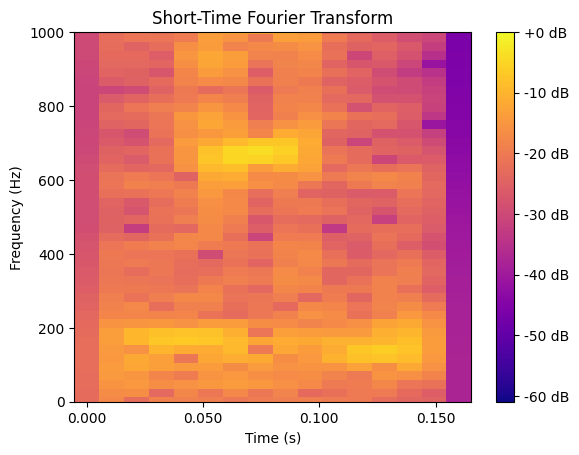 Short-Time Fourier Transform
1000
800
600
400
200
0
Frequency (Hz)
0.000
0.050
0.100
0.150
Time (s)
+0 dB
-10 dB
-20 dB
-30 dB
-40 dB
-50 dB
-60 dB